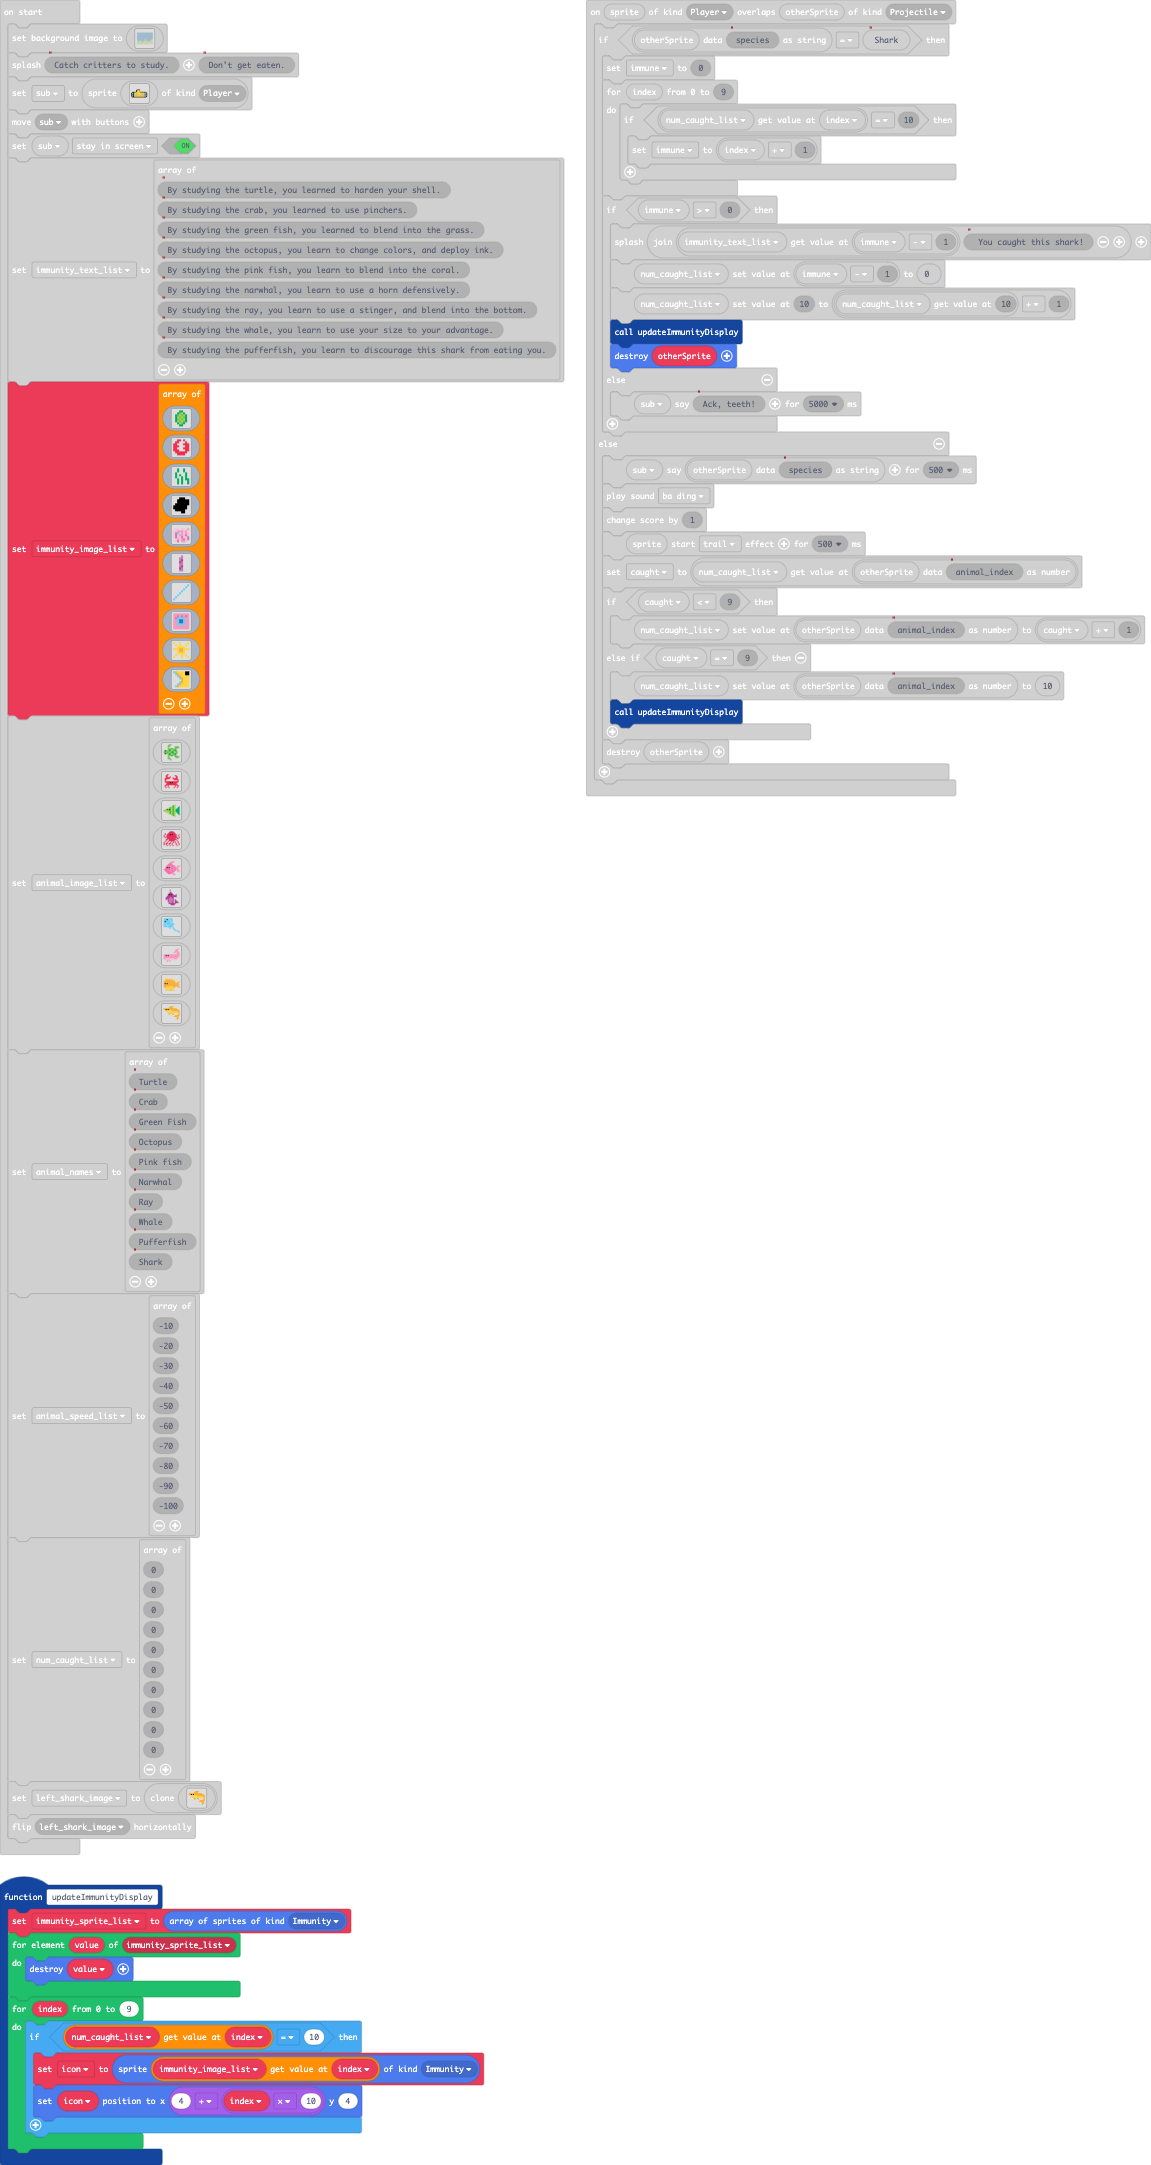 on start
set background image to
splash Catch critters to study. Don't get eaten.
set sub to sprite of kind Player
move sub with buttons
set sub stay in screen ON
set immunity_text_list to
array of
By studying the turtle, you learned to harden your shell.
By studying the crab, you learned to use pinchers.
By studying the green fish, you learned to blend into the grass.
By studying the octopus, you learn to change colors, and deploy ink.
By studying the pink fish, you learn to blend into the coral.
By studying the narwhal, you learn to use a horn defensively.
By studying the ray, you learn to use a stinger, and blend into the bottom.
By studying the whale, you learn to use your size to your advantage.
By studying the pufferfish, you learn to discourage this shark from eating you.
set immunity_image_list to
array of
set animal_image_list to
array of
set animal_names to
array of
Turtle
Crab
Green Fish
Octopus
Pink fish
Narwhal
Ray
Whale
Pufferfish
Shark
set animal_speed_list to
array of
-10
-20
-30
-40
-50
-60
-70
-80
-90
-100
set num_caught_list to
array of
0
0
0
0
0
0
0
0
0
0
set left_shark_image to clone
flip left_shark_image horizontally
function updateImmunityDisplay
set immunity_sprite_list to array of sprites of kind Immunity
for element value of immunity_sprite_list
do
destroy value
for index from 0 to 9
do
if num_caught_list get value at index = 10 then
set icon to sprite immunity_image_list get value at index of kind Immunity
set icon position to x 4 + index x 10 y 4
on sprite of kind Player overlaps otherSprite of kind Projectile
if otherSprite data species as string = Shark then
set immune to 0
for index from 0 to 9
do
if num_caught_list get value at index = 10 then
set immune to index + 1
if immune > 0 then
splash join immunity_text_list get value at immune - 1 You caught this shark!
num_caught_list set value at immune - 1 to 0
num_caught_list set value at 10 to num_caught_list get value at 10 + 1
call updateImmunityDisplay
destroy otherSprite
else
sub say Ack, teeth! for 5000 ms
else
sub say otherSprite data species as string for 500 ms
play sound ba ding
change score by 1
sprite start trail effect for 500 ms
set caught to num_caught_list get value at otherSprite data animal_index as number
if caught < 9 then
num_caught_list set value at otherSprite data animal_index as number to caught + 1
else if caught = 9 then
num_caught_list set value at otherSprite data animal_index as number to 10
call updateImmunityDisplay
destroy otherSprite